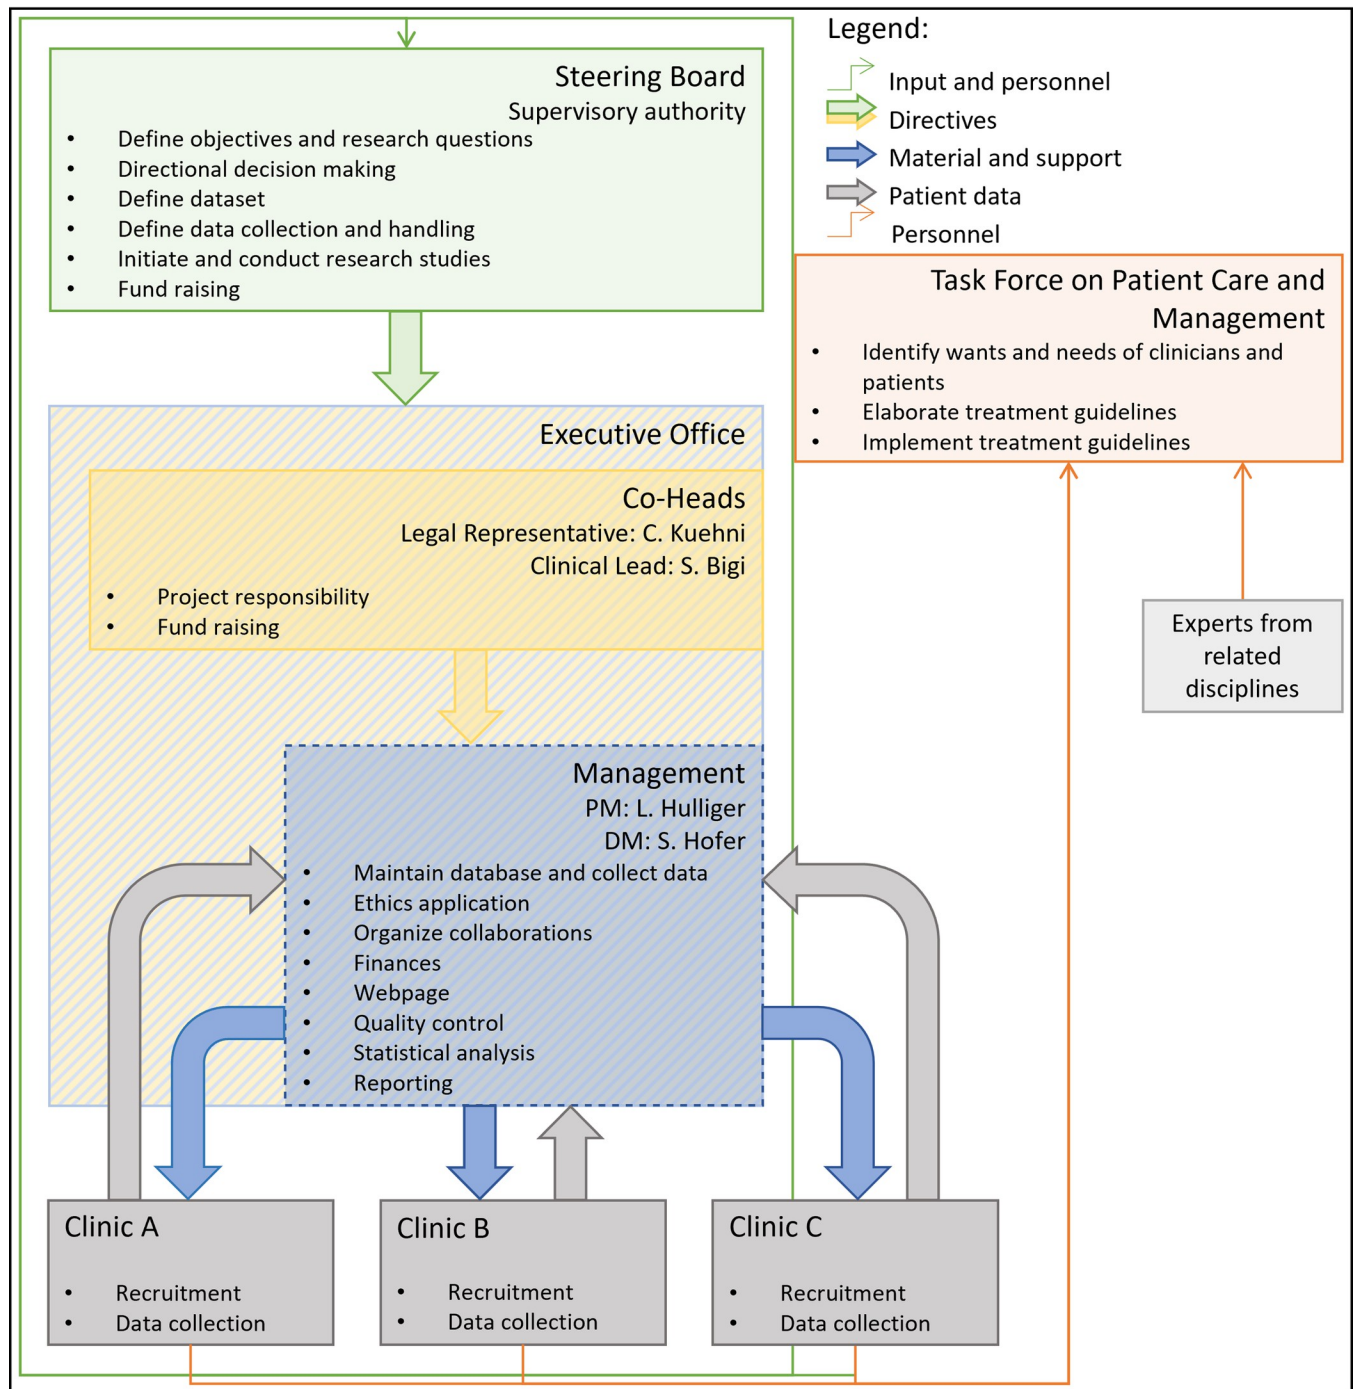 Legend:
Input and personnel
Directives
Material and support
Patient data
Personnel
Steering Board
Supervisory authority
• Define objectives and research questions
• Directional decision making
• Define dataset
• Define data collection and handling
• Initiate and conduct research studies
• Fund raising
Task Force on Patient Care and
Management
• Identify wants and needs of clinicians and
patients
• Elaborate treatment guidelines
• Implement treatment guidelines
Executive Office
Co-Heads
Legal Representative: C. Kuehni
Clinical Lead: S. Bigi
• Project responsibility
• Fund raising
Experts from
related
disciplines
Management
PM: L. Hulliger
DM: S. Hofer
• Maintain database and collect data
• Ethics application
• Organize collaborations
• Finances
• Webpage
• Quality control
• Statistical analysis
• Reporting
Clinic A
• Recruitment
• Data collection
Clinic B
• Recruitment
• Data collection
Clinic C
• Recruitment
• Data collection